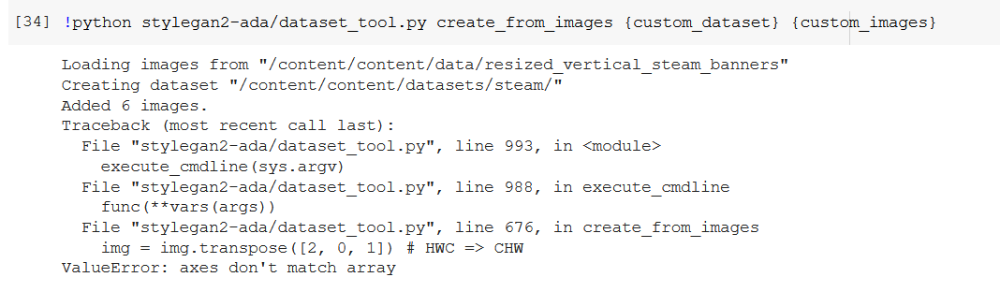 [34] !python stylegan2-ada/dataset_tool.py create_from_images {custom_dataset} {custom_images}
Loading images from "/content/content/data/resized_vertical_steam_banners"
Creating dataset "/content/content/datasets/steam/"
Added 6 images.
Traceback (most recent call last):
  File "stylegan2-ada/dataset_tool.py", line 993, in <module>
    execute_cmdline(sys.argv)
  File "stylegan2-ada/dataset_tool.py", line 988, in execute_cmdline
    func(**vars(args))
  File "stylegan2-ada/dataset_tool.py", line 676, in create_from_images
    img = img.transpose([2, 0, 1]) # HWC => CHW
ValueError: axes don't match array